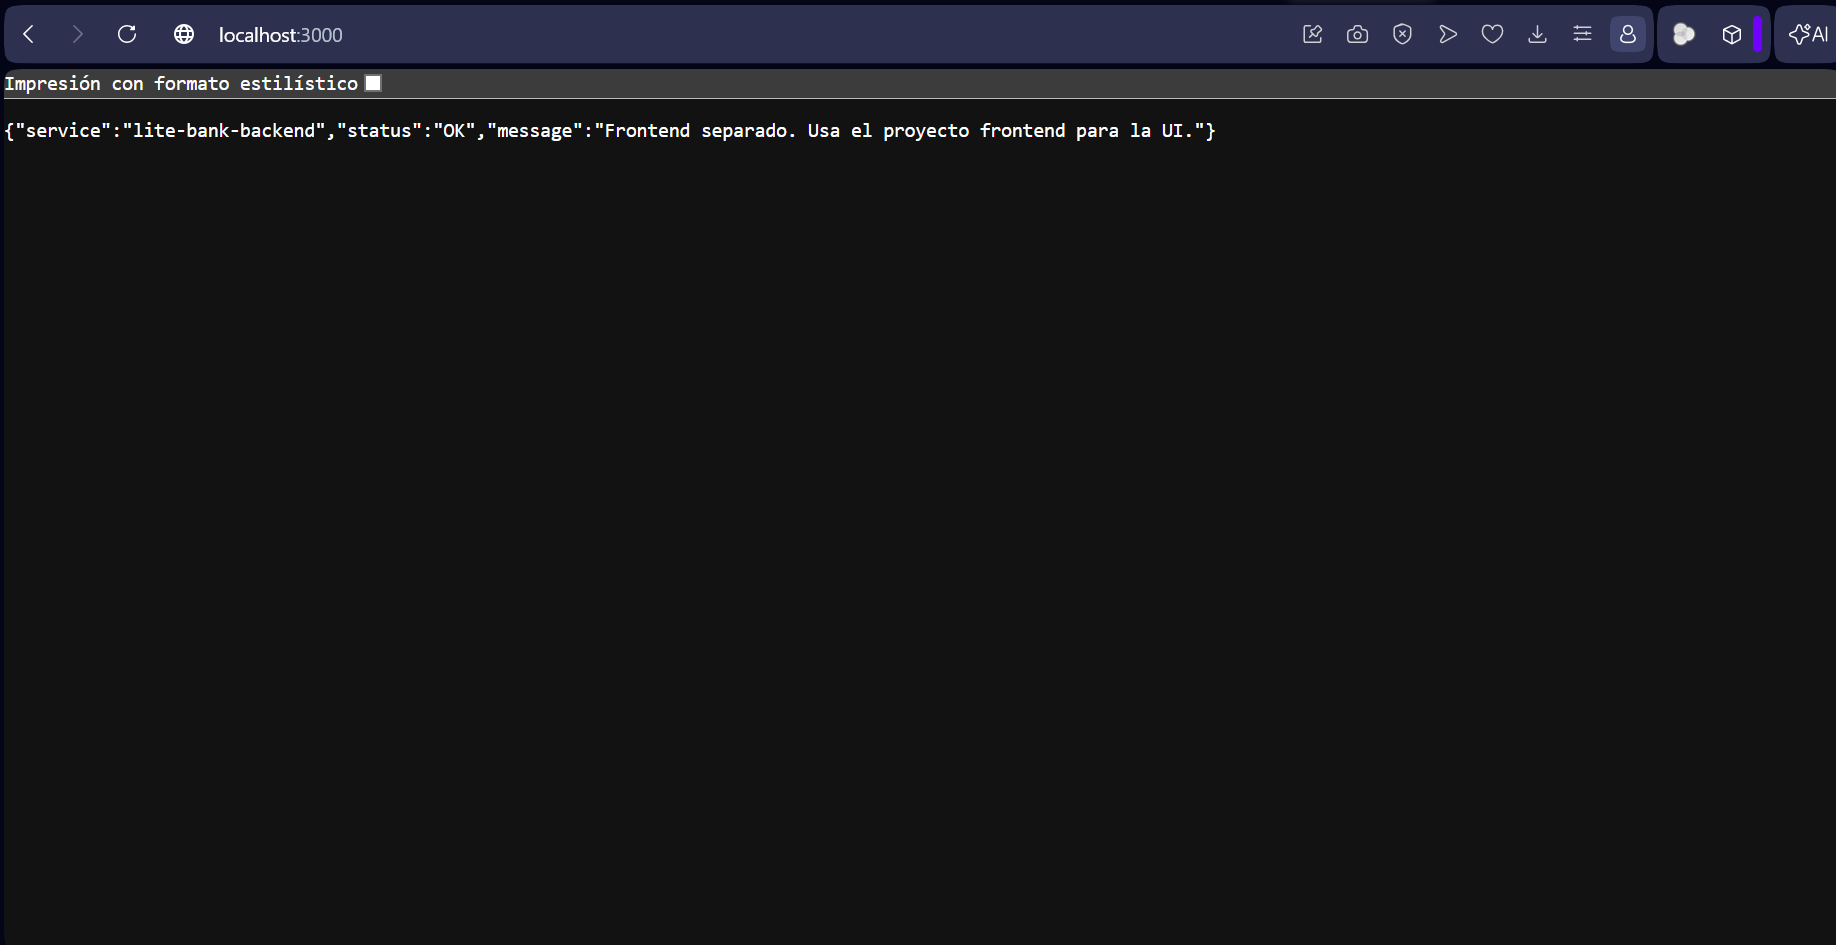 localhost:3000
AI
Impresión con formato estilístico
{"service":"lite-bank-backend","status":"OK","message":"Frontend separado. Usa el proyecto frontend para la UI."}